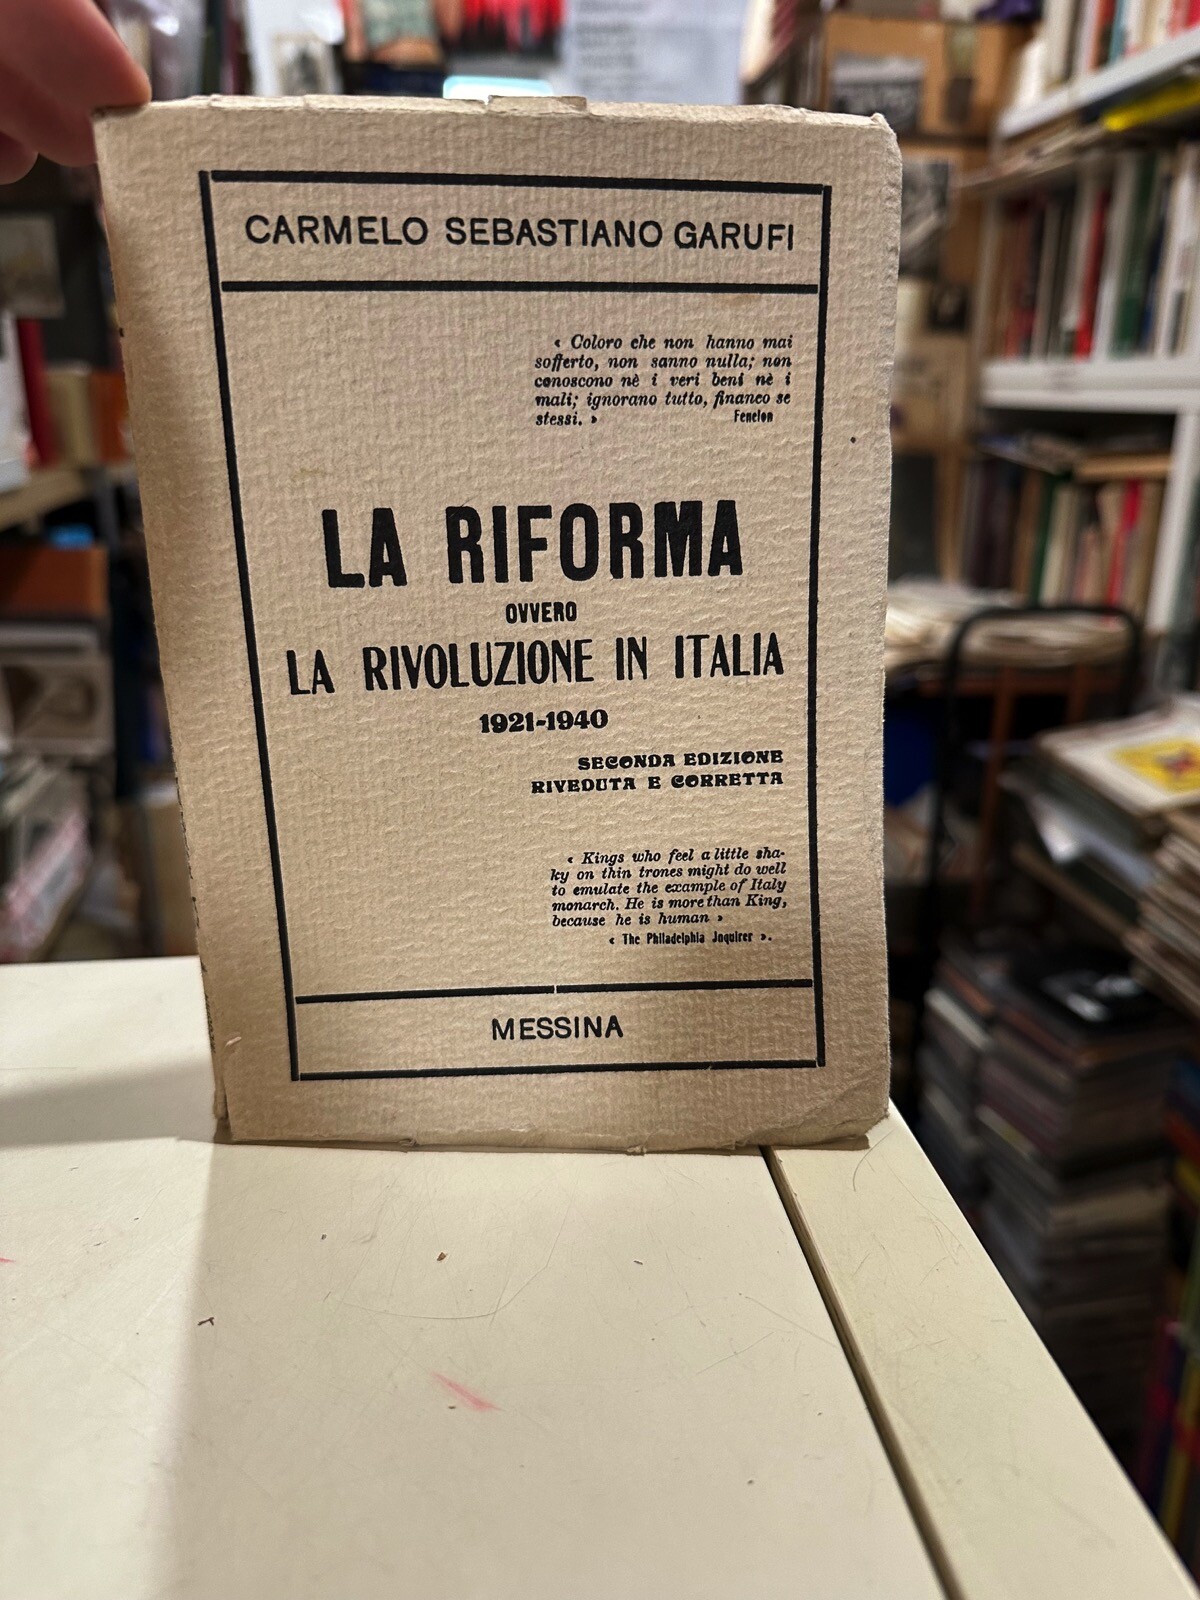 CARMELO SEBASTIANO GARUFI
« Coloro che non hanno mai
sofferto, non sanno nulla; non
conoscono nè i veri beni nè i
mali; ignorano tutto, financo se
stessi. » Fenelon
LA RIFORMA
OVVERO
LA RIVOLUZIONE IN ITALIA
1921-1940
SECONDA EDIZIONE
RIVEDUTA E CORRETTA
« Kings who feel a little sha-
ky on thin trones might do well
to emulate the example of Italy
monarch. He is more than King,
because he is human »
« The Philadelphia Jnquirer ».
MESSINA